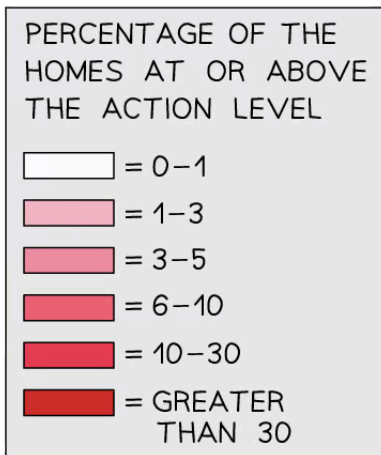 PERCENTAGE OF THE
HOMES AT OR ABOVE
THE ACTION LEVEL
= 0-1
= 1-3
= 3-5
= 6-10
= 10-30
= GREATER
THAN 30